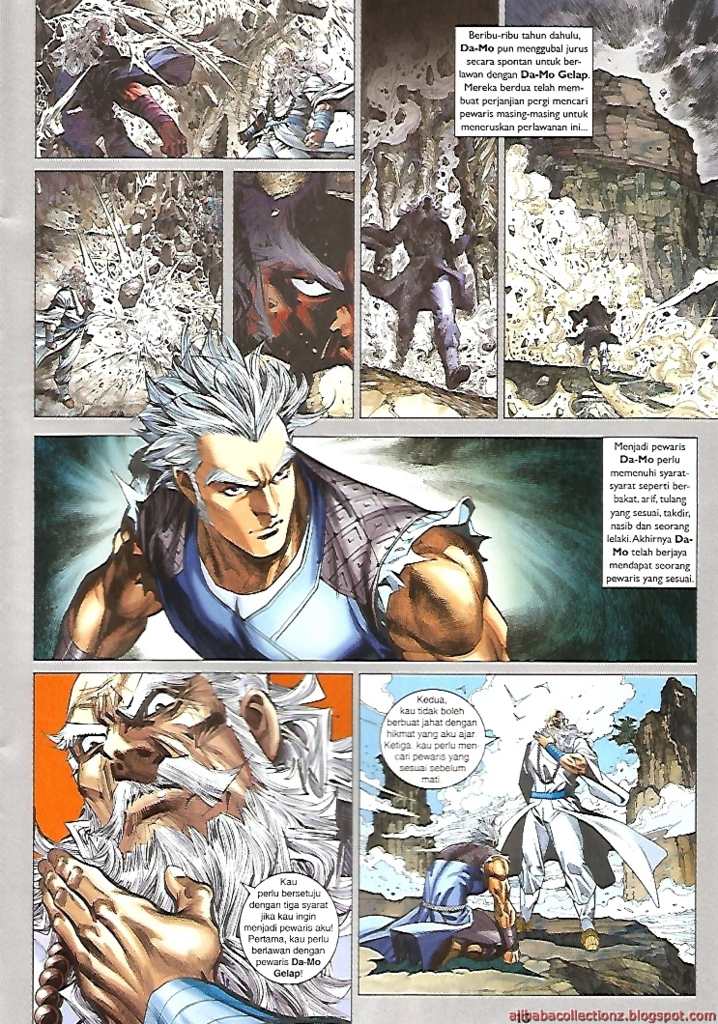 Beribu-ribu tahun dahulu,
Da-Mo pun menggubal jurus
secara spontan untuk ber-
lawan dengan Da-Mo Gelap.
Mereka berdua telah mem-
buat perjanjian pergi mencari
pewaris masing-masing untuk
meneruskan perlawanan ini...
Menjadi pewaris
Da-Mo perlu
memenuhi syarat-
syarat seperti ber-
bakat, arif, tulang
yang sesuai, takdir,
nasib dan seorang
lelaki. Akhirnya Da-
Mo telah berjaya
mendapat seorang
pewaris yang sesuai.
Kau
perlu bersetuju
dengan tiga syarat
jika kau ingin
menjadi pewaris aku!
Pertama, kau perlu
berlawan dengan
pewaris Da-Mo
Gelap!
Kedua,
kau tidak boleh
berbuat jahat dengan
hikmat yang aku ajar
Ketiga. kau perlu men-
cari pewaris yang
sesuai sebelum
mati.
alibabacollectionz.blogspot.com